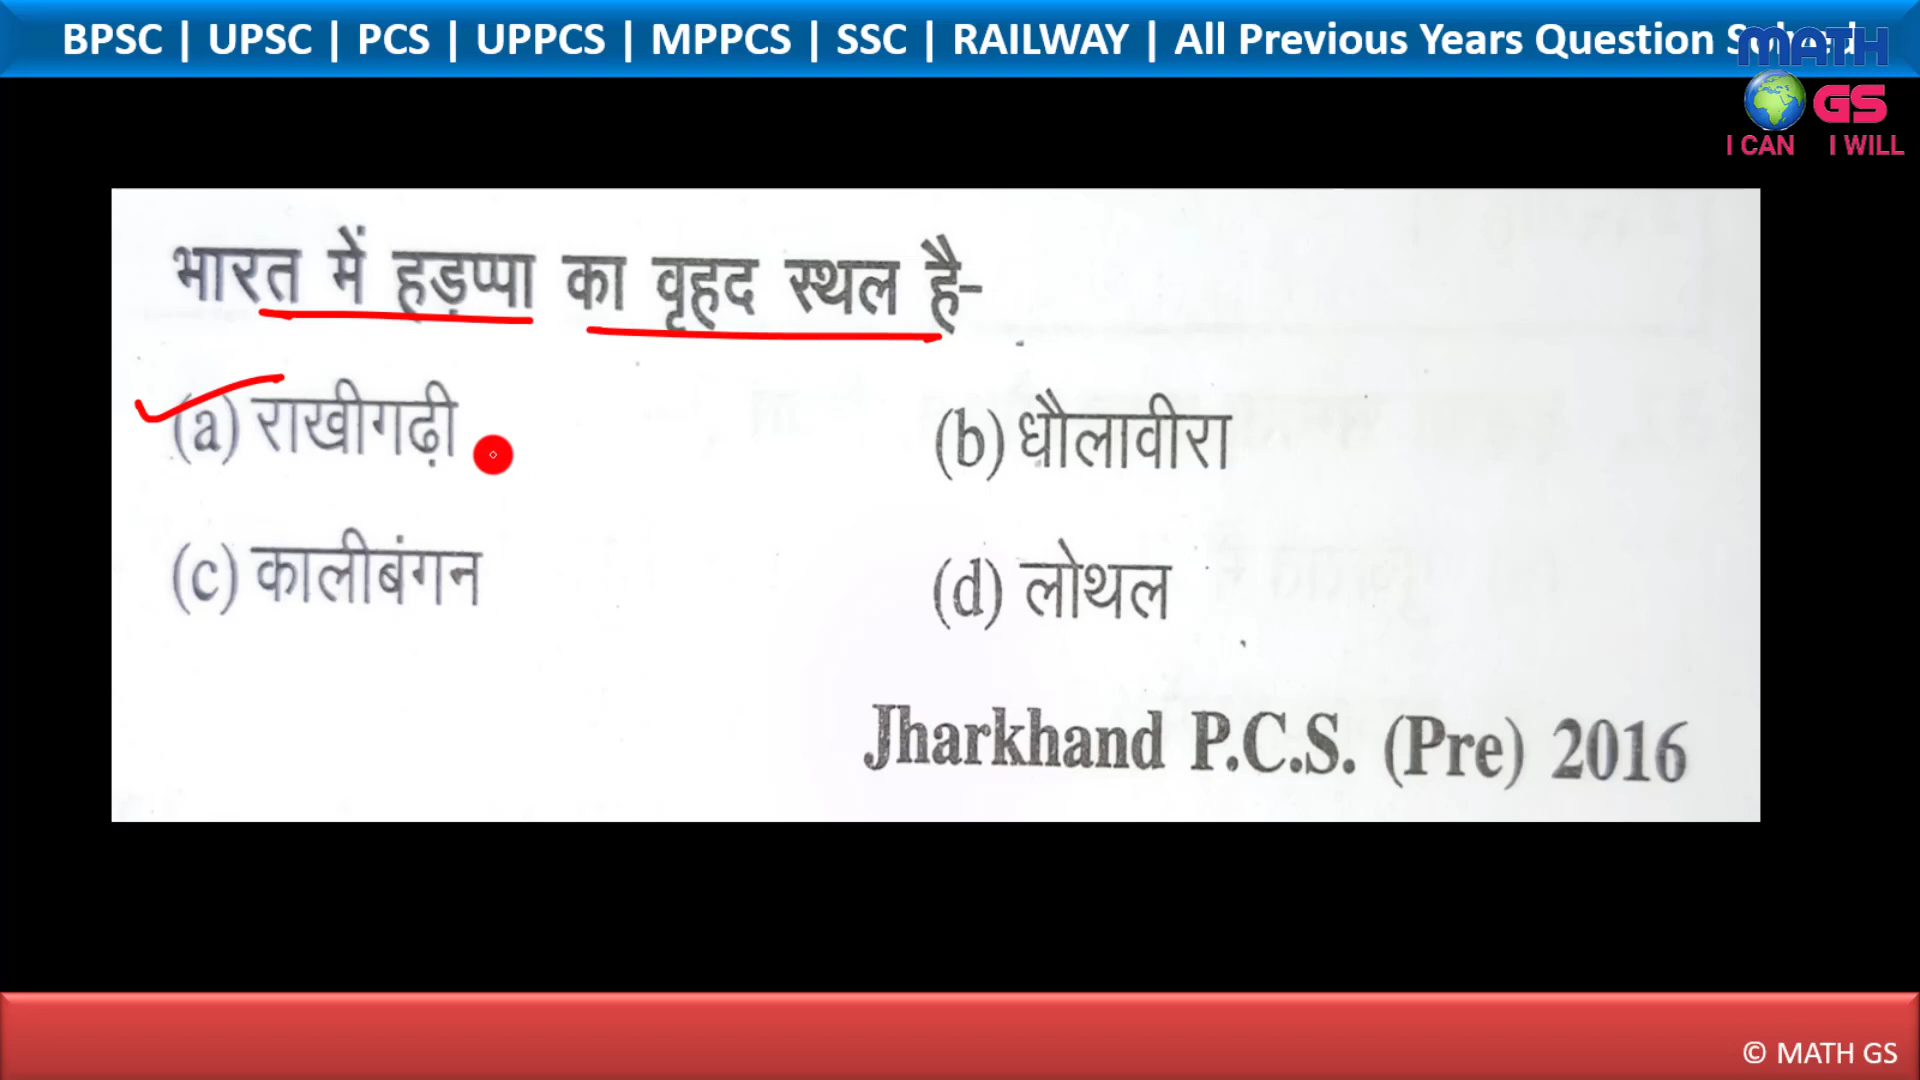 BPSC | UPSC | PCS | UPPCS | MPPCS | SSC | RAILWAY | All Previous Years Question
MATH
GS
I CAN I WILL
भारत में हड़प्पा का वृहद स्थल है-
(a) राखीगढ़ी
(b) धौलावीरा
(c) कालीबंगन
(d) लोथल
Jharkhand P.C.S. (Pre) 2016
© MATH GS